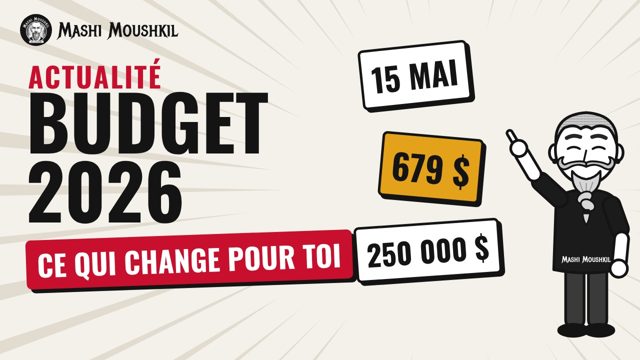 Mashi Moushkil
ACTUALITÉ
BUDGET
2026
CE QUI CHANGE POUR TOI
15 MAI
679 $
250 000 $
Mashi Moushkil